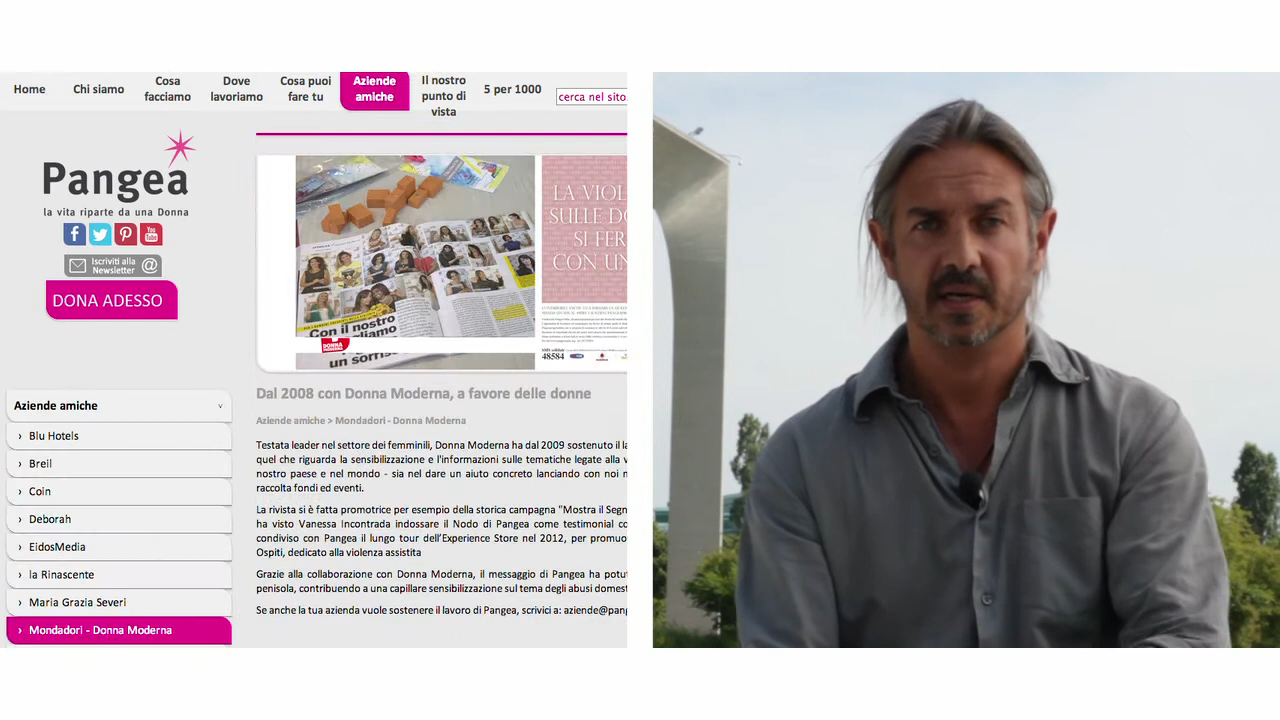 Home
Chi siamo
Cosa
facciamo
Dove
lavoriamo
Cosa puoi
fare tu
Aziende
amiche
Il nostro
punto di
vista
5 per 1000
cerca nel sito
Pangea
la vita riparte da una Donna
Iscriviti alla
Newsletter @
DONA ADESSO
Con il nostro
un sorriso
DONNA
MODERNA
LA VIOL
SULLE DO
SI FER
CON UN
48584
Aziende amiche
› Blu Hotels
› Breil
› Coin
› Deborah
› EidosMedia
› la Rinascente
› Maria Grazia Severi
› Mondadori - Donna Moderna
Dal 2008 con Donna Moderna, a favore delle donne
Aziende amiche > Mondadori - Donna Moderna
Testata leader nel settore dei femminili, Donna Moderna ha dal 2009 sostenuto il la
quel che riguarda la sensibilizzazione e l'informazioni sulle tematiche legate alla v
nostro paese e nel mondo - sia nel dare un aiuto concreto lanciando con noi n
raccolta fondi ed eventi.
La rivista si è fatta promotrice per esempio della storica campagna "Mostra il Segn
ha visto Vanessa Incontrada indossare il Nodo di Pangea come testimonial co
condiviso con Pangea il lungo tour dell'Experience Store nel 2012, per promuo
Ospiti, dedicato alla violenza assistita
Grazie alla collaborazione con Donna Moderna, il messaggio di Pangea ha potut
penisola, contribuendo a una capillare sensibilizzazione sul tema degli abusi domest
Se anche la tua azienda vuole sostenere il lavoro di Pangea, scrivici a: aziende@pang